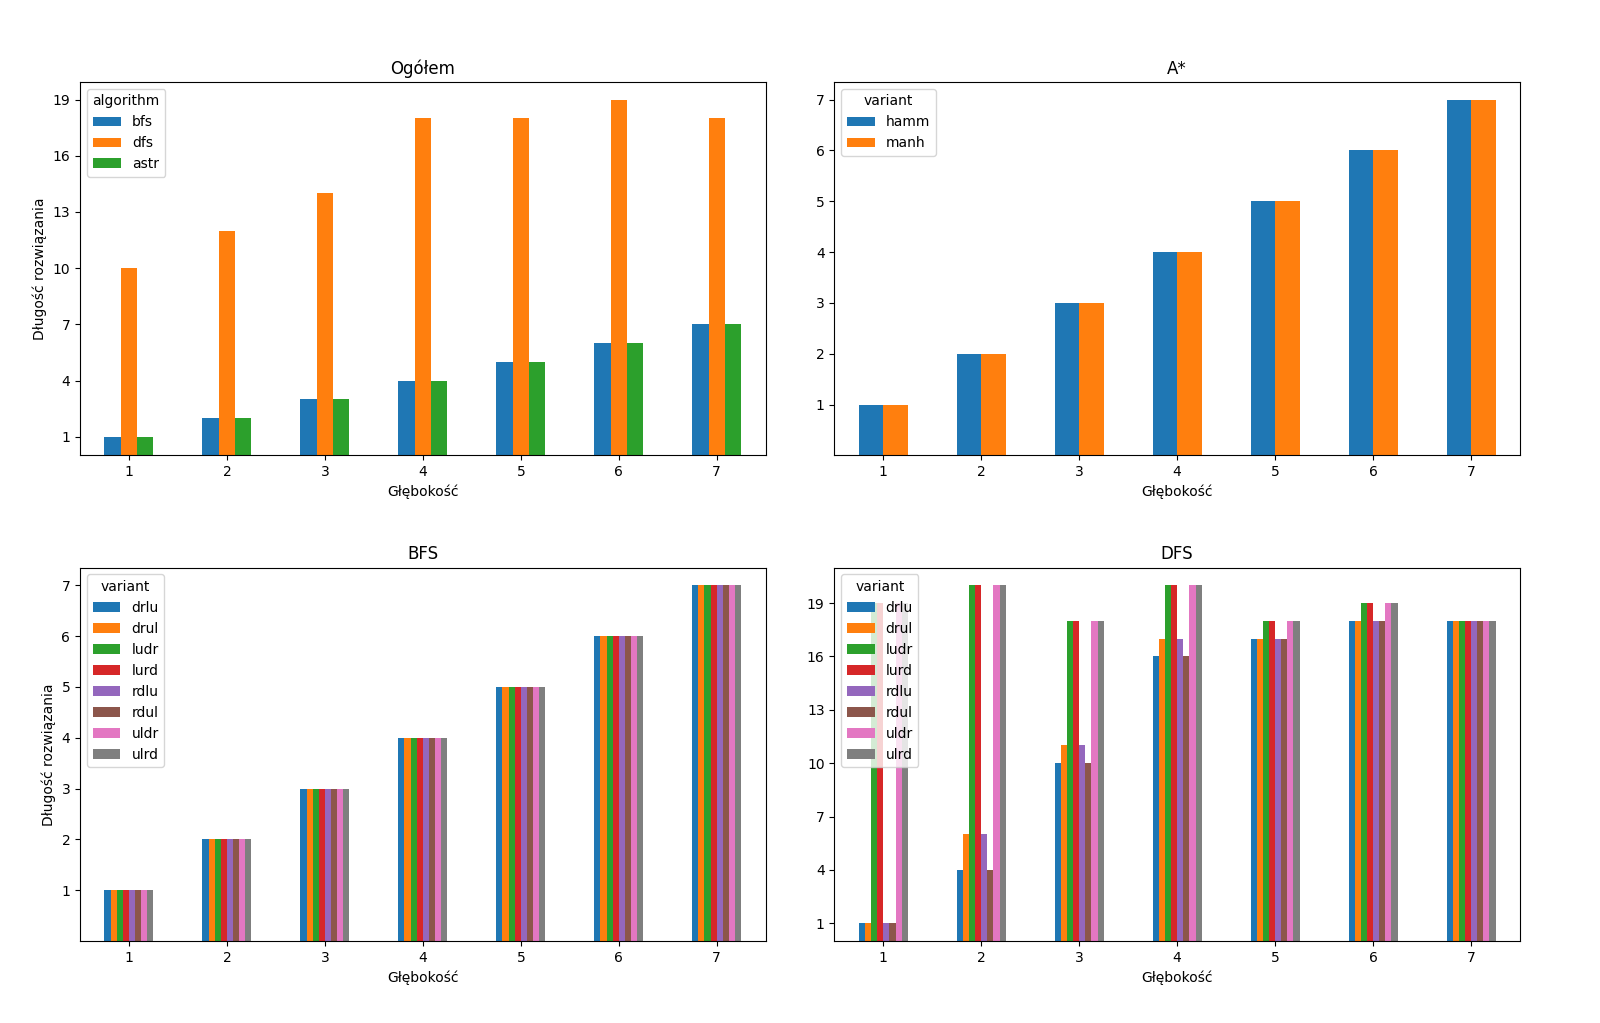 Ogółem
algorithm
bfs
dfs
astr
19
16
13
10
7
4
1
Długość rozwiązania
1 2 3 4 5 6 7
Głębokość
A*
variant
hamm
manh
7
6
5
4
3
2
1
1 2 3 4 5 6 7
Głębokość
BFS
variant
drlu
drul
ludr
lurd
rdlu
rdul
uldr
ulrd
7
6
5
4
3
2
1
Długość rozwiązania
1 2 3 4 5 6 7
Głębokość
DFS
variant
drlu
drul
ludr
lurd
rdlu
rdul
uldr
ulrd
19
16
13
10
7
4
1
1 2 3 4 5 6 7
Głębokość